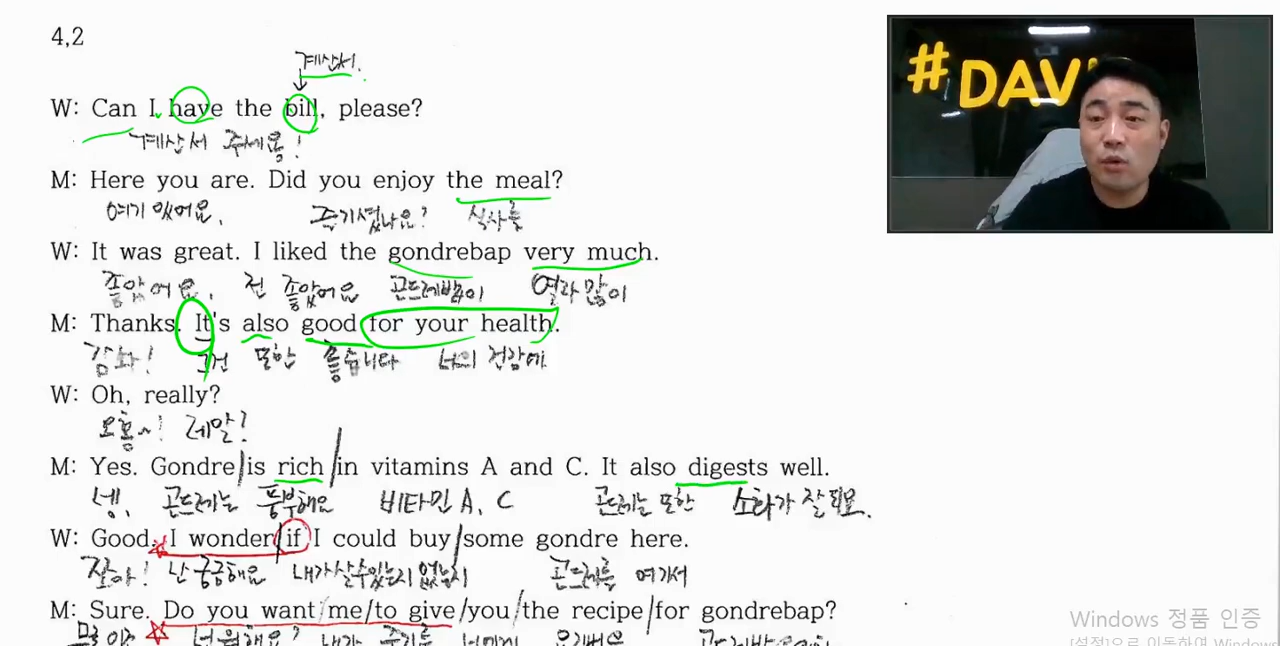 4,2
#DAV
계산서.
W: Can I have the bill, please?
계산서 주세용!
M: Here you are. Did you enjoy the meal?
여기 있어요. 즐기셨나요? 식사를
W: It was great. I liked the gondrebap very much.
좋았어요. 전 좋았어요 곤드레밥이 열라 많이
M: Thanks. It's also good for your health.
감솨! 그건 또한 좋습니다 너의 건강에
W: Oh, really?
오홍~! 레알?
M: Yes. Gondre is rich in vitamins A and C. It also digests well.
넹, 곤드레는 풍부해요 비타민 A, C 곤드레는 또한 소화가 잘 되요.
W: Good. I wonder if I could buy some gondre here.
난 궁금해요 내가 살수있는지 없는지 곤드레를 여기서
M: Sure. Do you want me to give you the recipe for gondrebap?
Windows 정품 인증